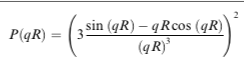 P(qR) = (3 sin (qR) − qR cos (qR) / (qR)³)²